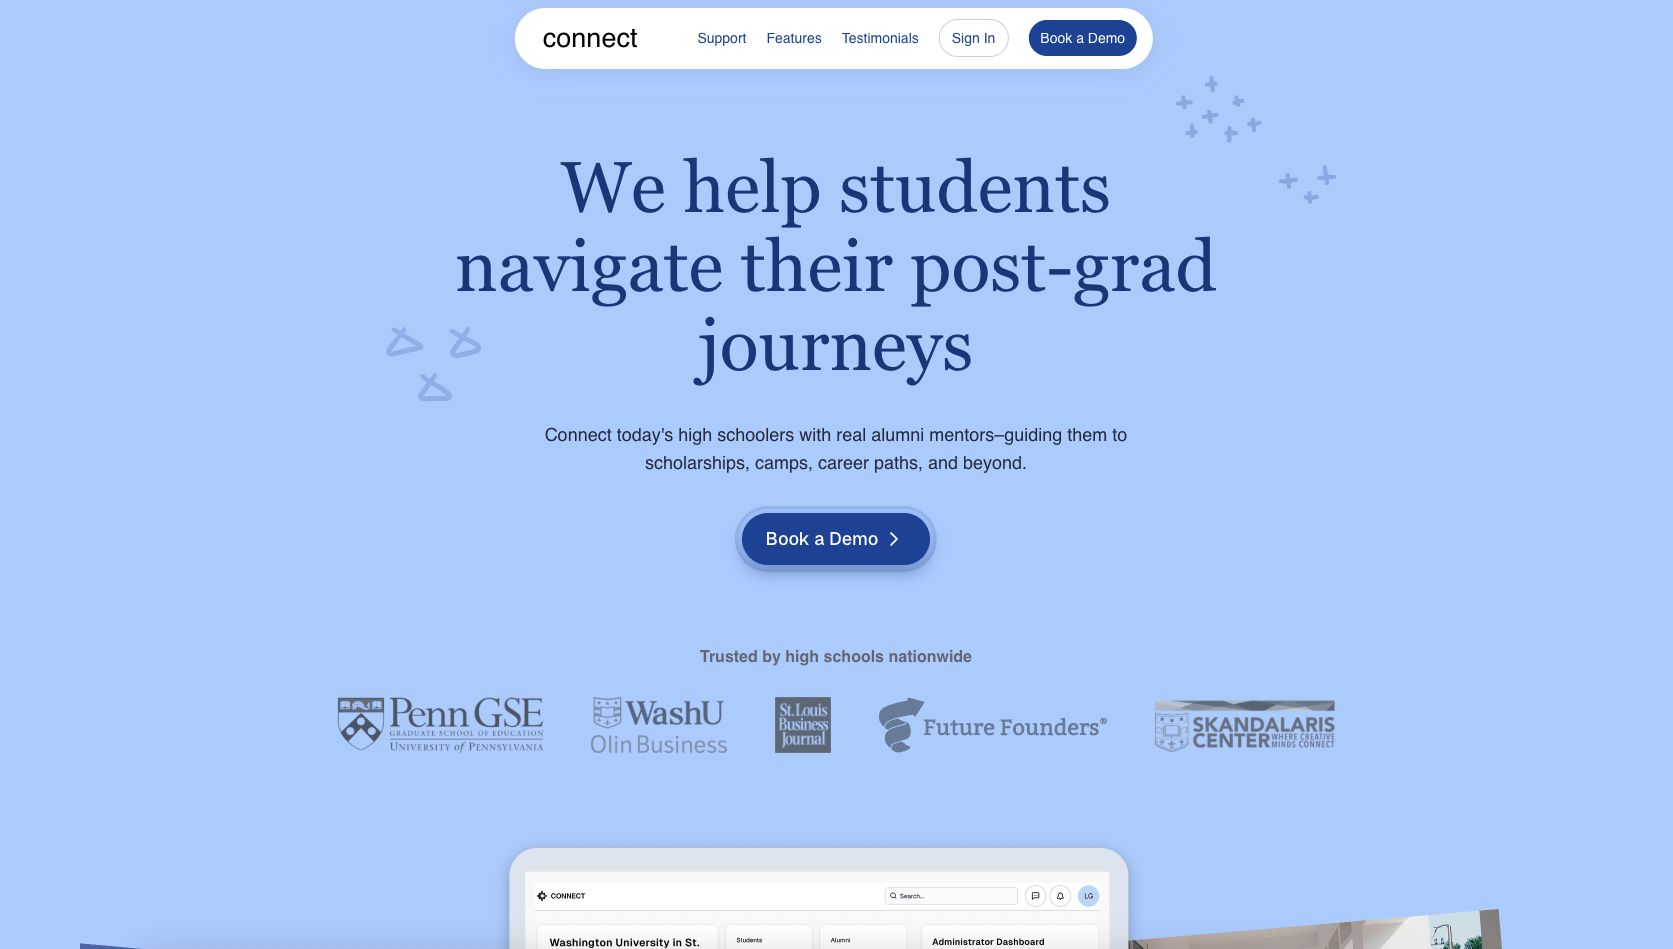 connect
Support
Features
Testimonials
Sign In
Book a Demo
We help students
navigate their post-grad
journeys
Connect today's high schoolers with real alumni mentors–guiding them to
scholarships, camps, career paths, and beyond.
Book a Demo
Trusted by high schools nationwide
Penn GSE
GRADUATE SCHOOL OF EDUCATION
UNIVERSITY of PENNSYLVANIA
WashU
Olin Business
St. Louis
Business
Journal
Future Founders®
SKANDALARIS
CENTER WHERE CREATIVE
MINDS CONNECT
CONNECT
Search...
LG
Washington University in St.
Students
Alumni
Administrator Dashboard